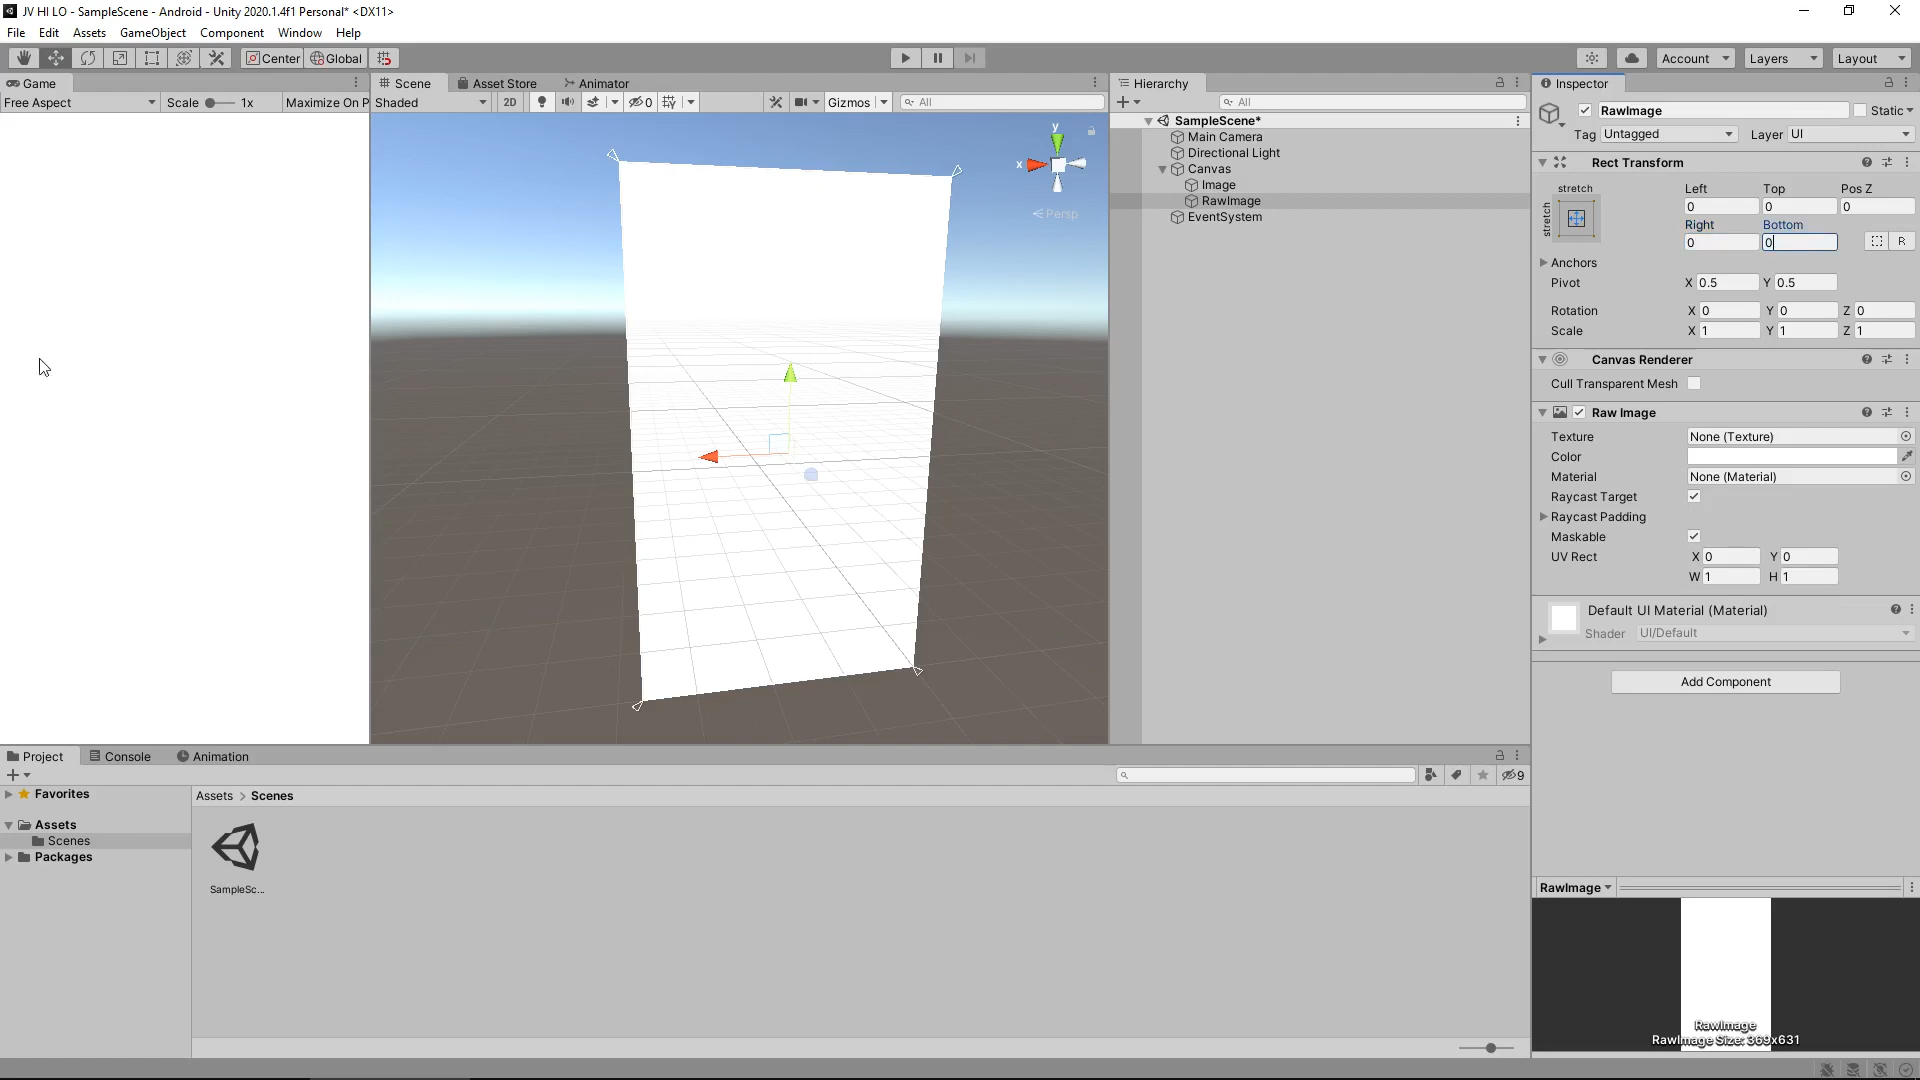 JV HI LO - SampleScene - Android - Unity 2020.1.4f1 Personal* <DX11>
File Edit Assets GameObject Component Window Help
Center Global Account Layers Layout
Game Scene Asset Store Animator Hierarchy Inspector
Free Aspect Scale 1x Maximize On P Shaded 2D 0 Gizmos All All
RawImage Static
Tag Untagged Layer UI
SampleScene*
Main Camera
Directional Light
Canvas
Image
RawImage
EventSystem
y
x
Persp
Rect Transform
stretch Left Top Pos Z
stretch 0 0 0
Right Bottom
0 0 R
Anchors
Pivot X 0.5 Y 0.5
Rotation X 0 Y 0 Z 0
Scale X 1 Y 1 Z 1
Canvas Renderer
Cull Transparent Mesh
Raw Image
Texture None (Texture)
Color
Material None (Material)
Raycast Target
Raycast Padding
Maskable
UV Rect X 0 Y 0
W 1 H 1
Default UI Material (Material)
Shader UI/Default
Add Component
Project Console Animation
9
Favorites
Assets
Scenes
Packages
Assets > Scenes
SampleSc...
RawImage
RawImage
RawImage Size: 369x631